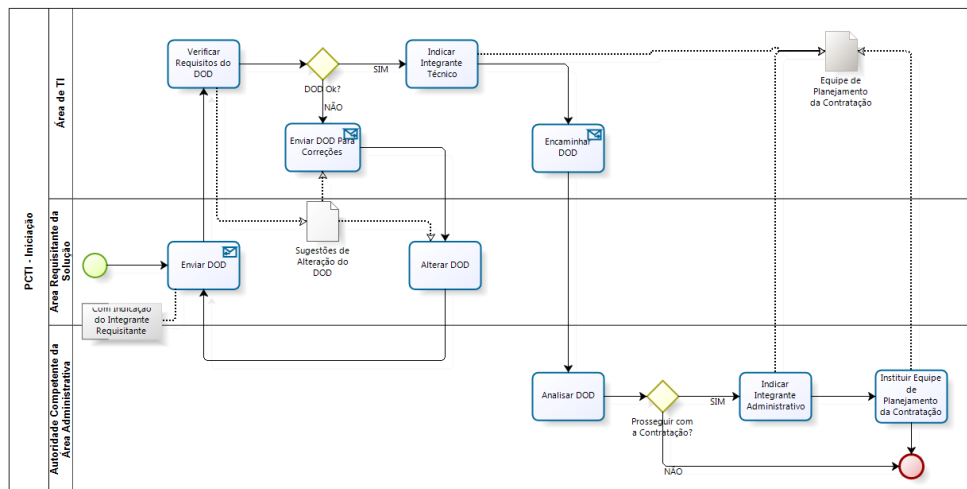 PCTI - Iniciação
Área de TI
Verificar
Requisitos do
DOD
DOD Ok?
SIM
NÃO
Indicar
Integrante
Técnico
Equipe de
Planejamento
da Contratação
Enviar DOD Para
Correções
Encaminhar
DOD
Área Requisitante da
Solução
Enviar DOD
Sugestões de
Alteração do
DOD
Alterar DOD
Com Indicação
do Integrante
Requisitante
Autoridade Competente da
Área Administrativa
Analisar DOD
Prosseguir com
a Contratação?
SIM
NÃO
Indicar
Integrante
Administrativo
Instituir Equipe
de
Planejamento
da Contratação